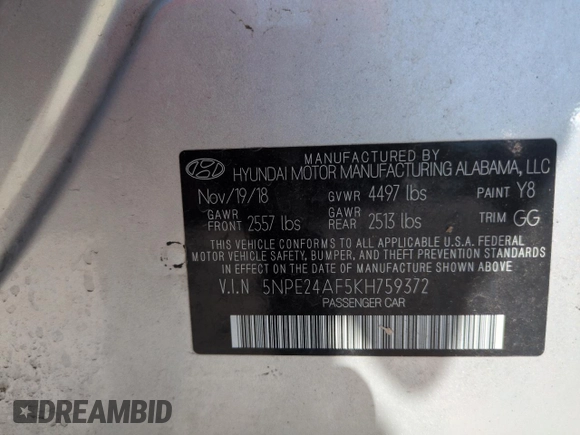 MANUFACTURED BY
HYUNDAI MOTOR MANUFACTURING ALABAMA, LLC
Nov/19/18 GVWR 4497 lbs PAINT Y8
GAWR FRONT 2557 lbs GAWR REAR 2513 lbs TRIM GG
THIS VEHICLE CONFORMS TO ALL APPLICABLE U.S.A. FEDERAL
MOTOR VEHICLE SAFETY, BUMPER, AND THEFT PREVENTION STANDARDS
IN EFFECT ON THE DATE OF MANUFACTURE SHOWN ABOVE.
V.I.N 5NPE24AF5KH759372
PASSENGER CAR
DREAMBID